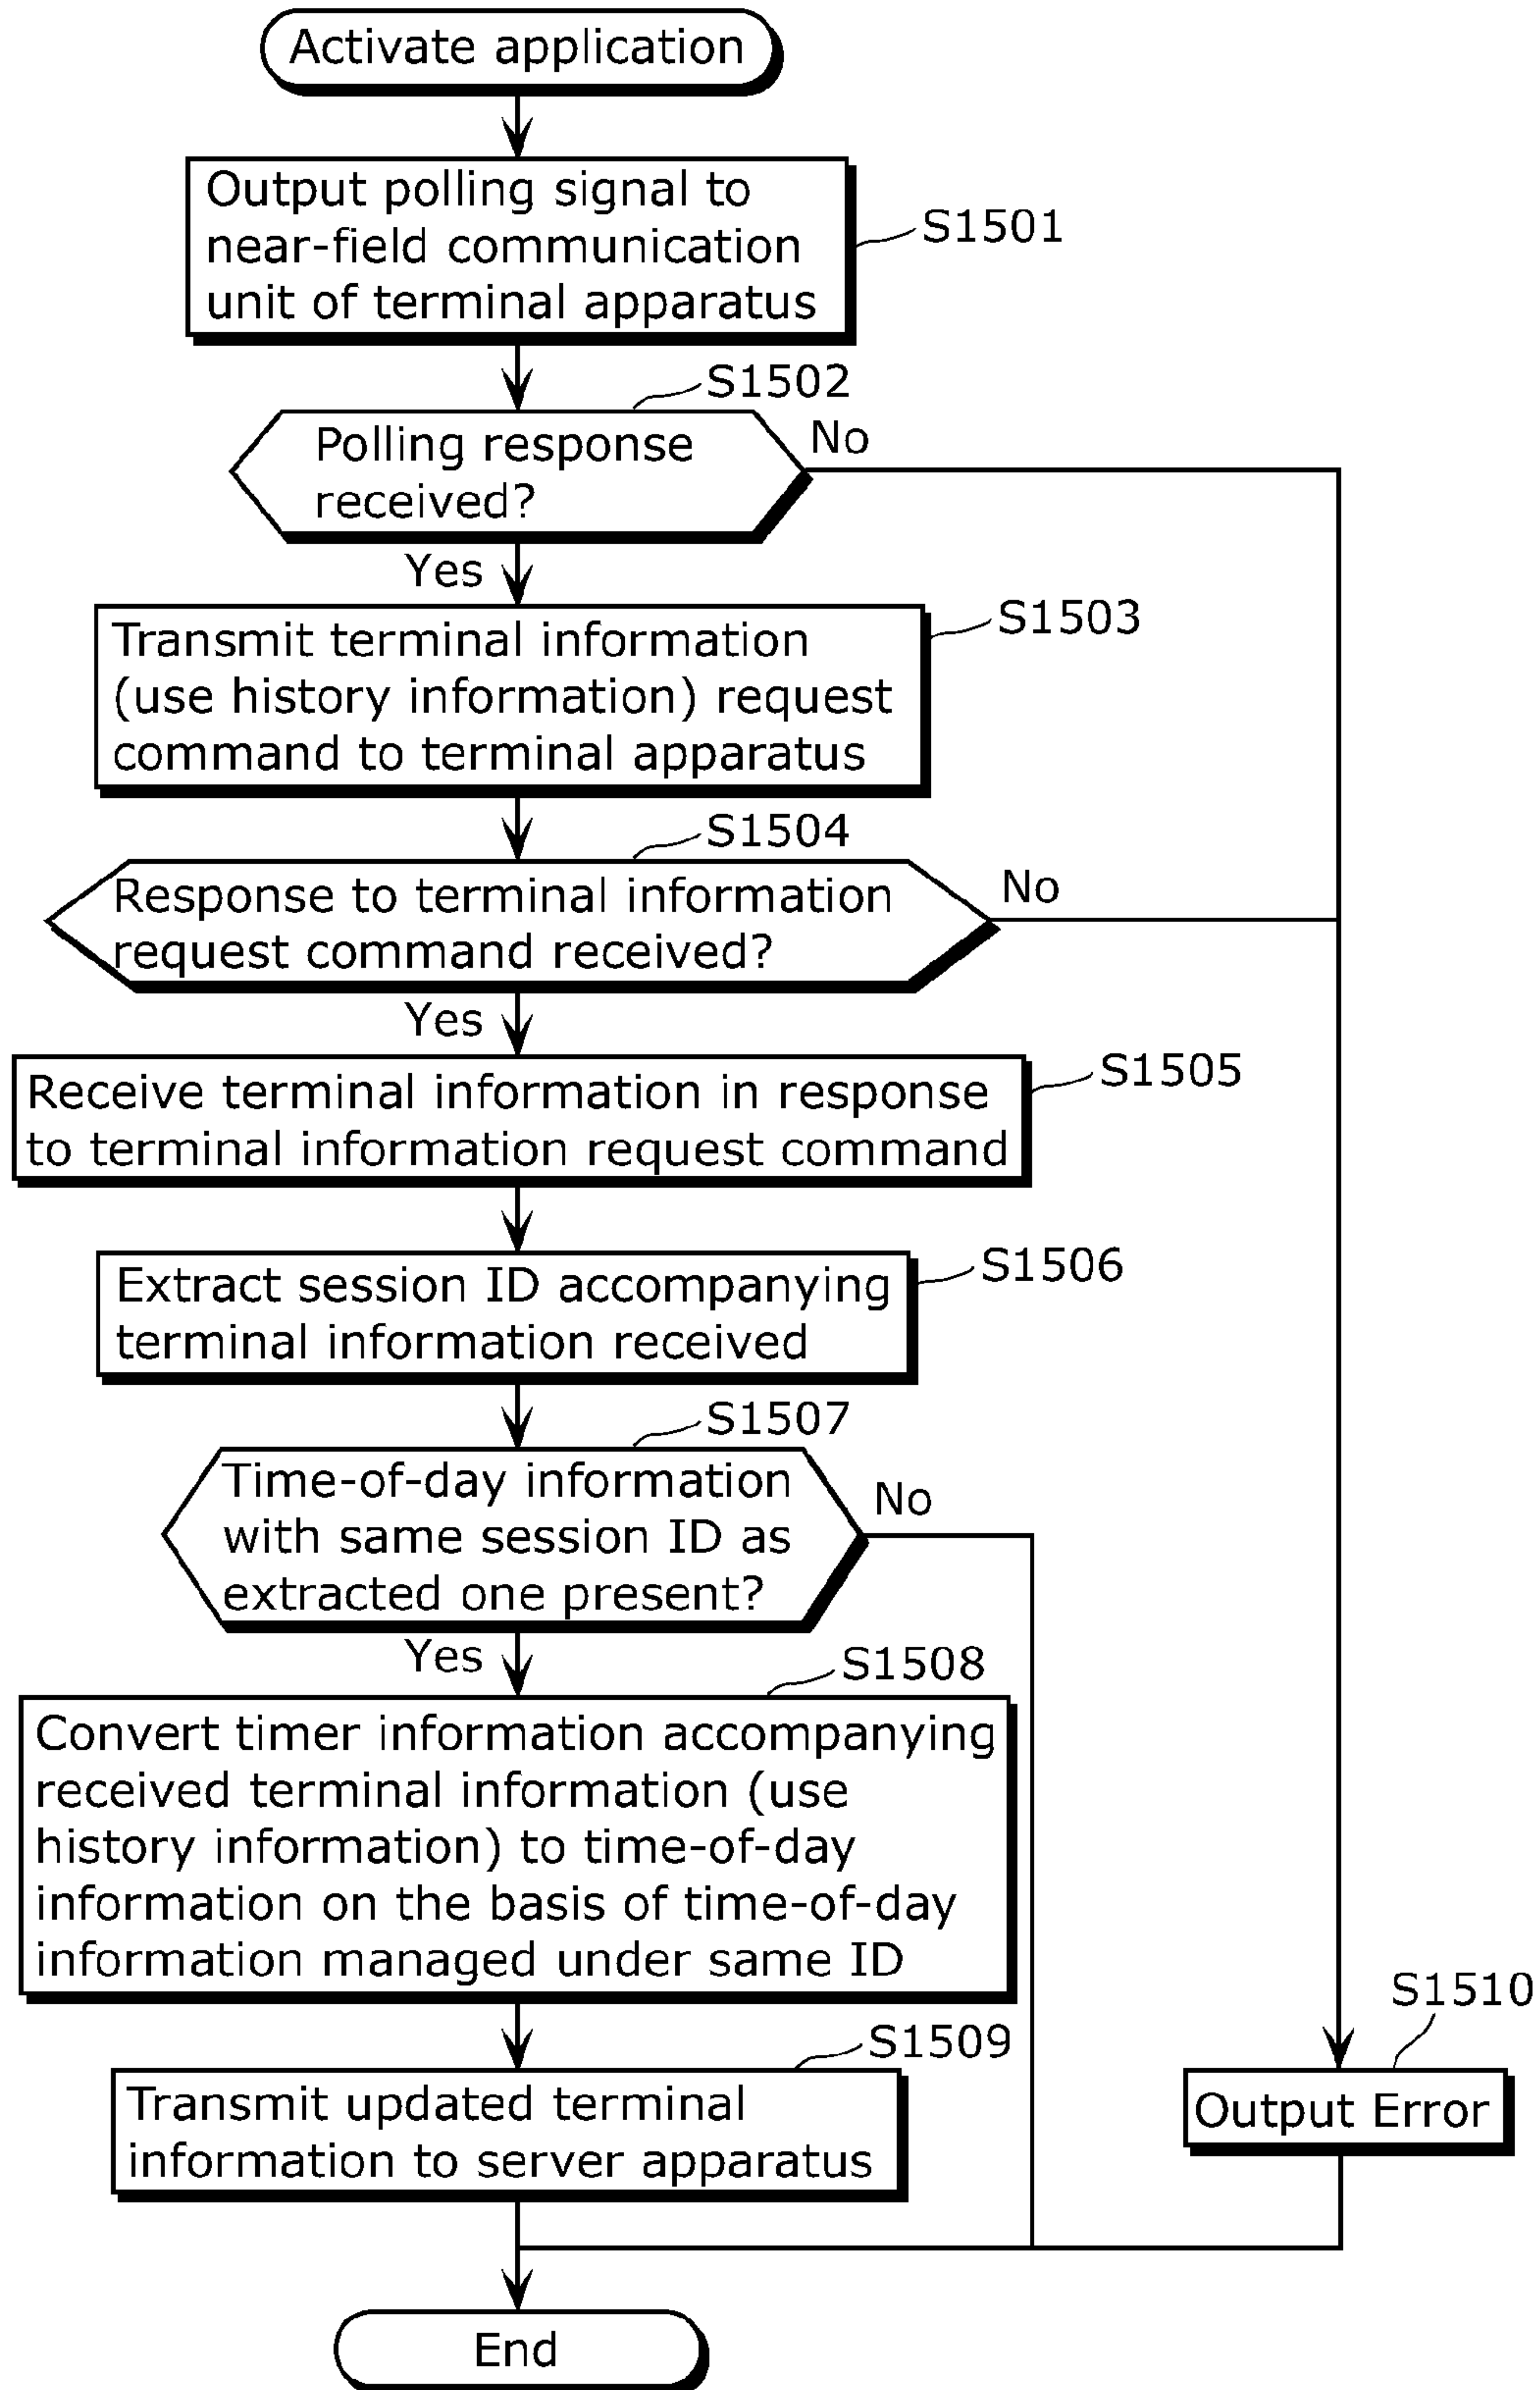 Activate application
Output polling signal to
near-field communication
unit of terminal apparatus
S1501
S1502
Polling response
received?
No
Yes
Transmit terminal information
(use history information) request
command to terminal apparatus
S1503
S1504
Response to terminal information
request command received?
No
Yes
Receive terminal information in response
to terminal information request command
S1505
Extract session ID accompanying
terminal information received
S1506
S1507
Time-of-day information
with same session ID as
extracted one present?
No
Yes
S1508
Convert timer information accompanying
received terminal information (use
history information) to time-of-day
information on the basis of time-of-day
information managed under same ID
S1509
Transmit updated terminal
information to server apparatus
S1510
Output Error
End